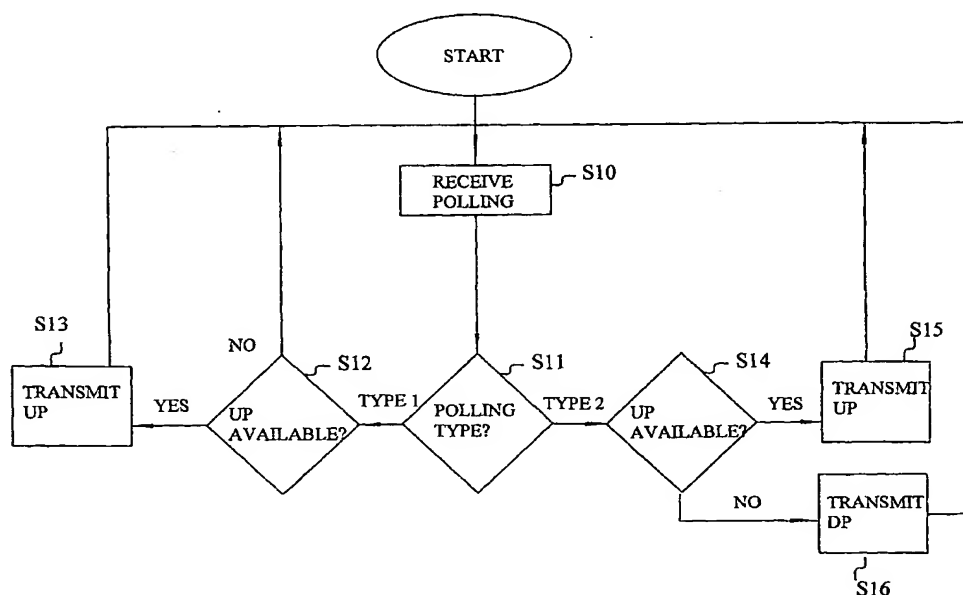 START
RECEIVE
POLLING
S10
S13
TRANSMIT
UP
YES
NO
S12
UP
AVAILABLE?
TYPE 1
S11
POLLING
TYPE?
TYPE 2
S14
UP
AVAILABLE?
YES
S15
TRANSMIT
UP
NO
TRANSMIT
DP
S16